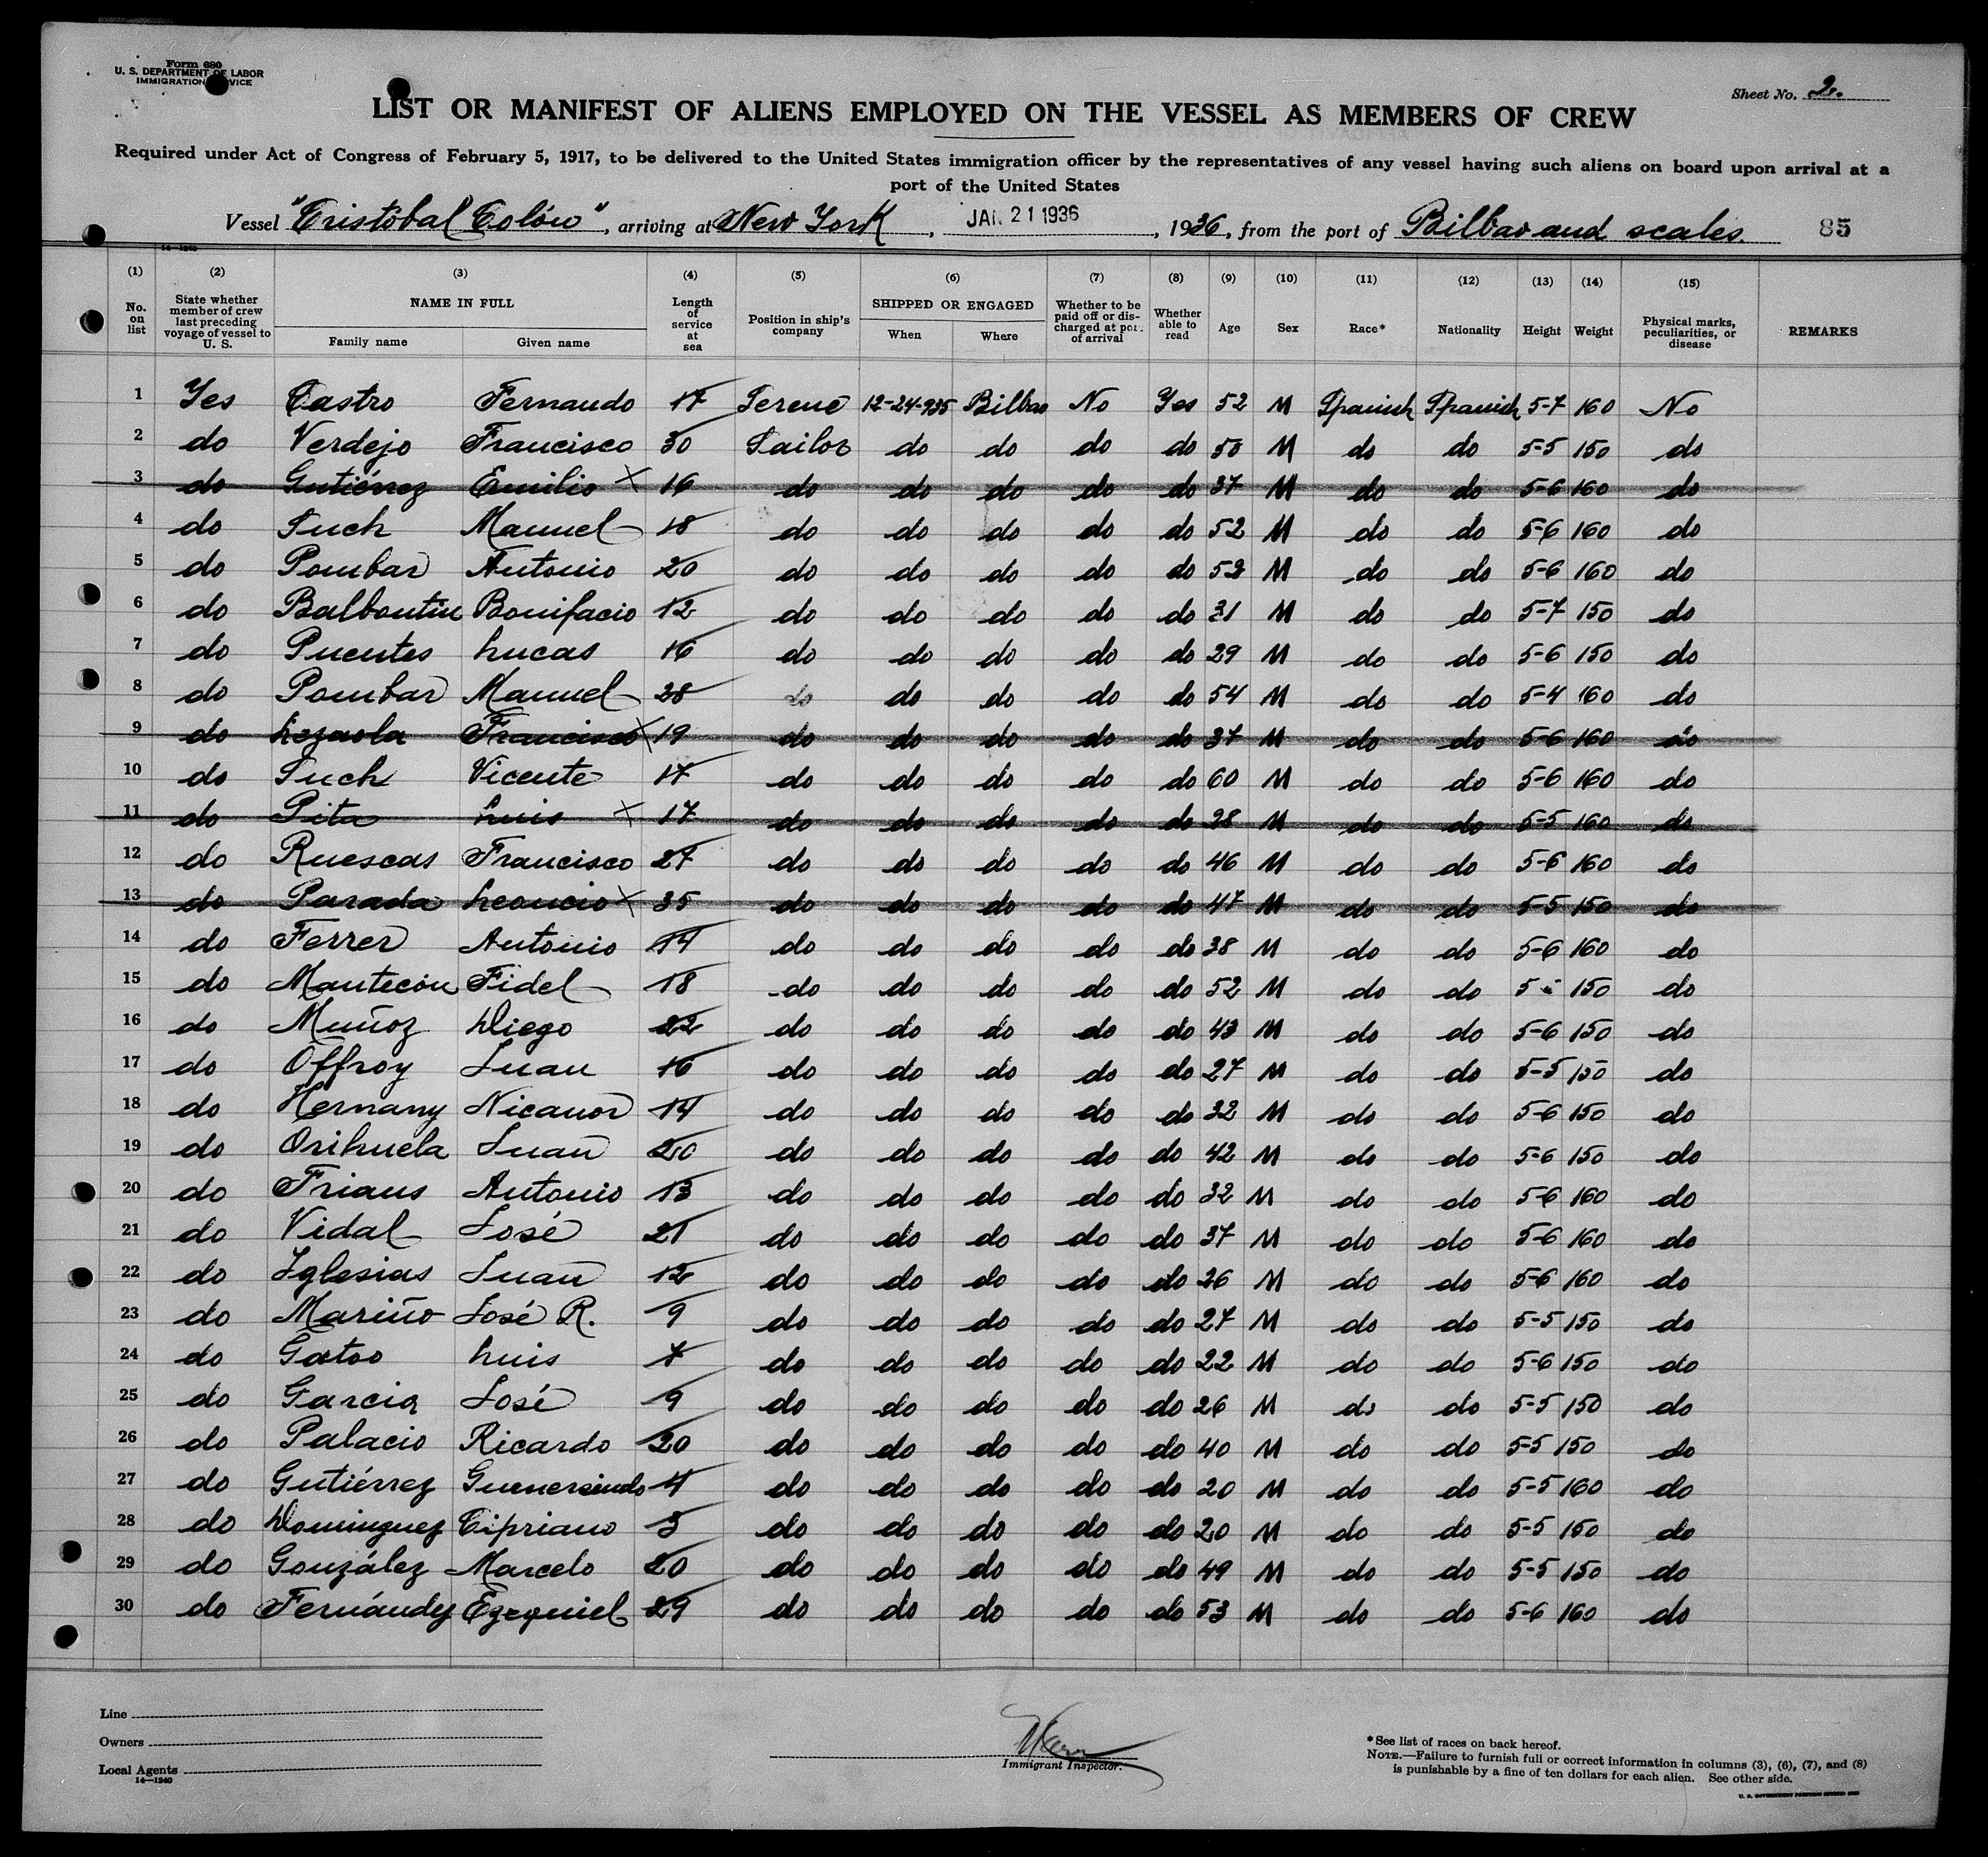 Form 680
U. S. DEPARTMENT OF LABOR
IMMIGRATION SERVICE
Sheet No. 2.
LIST OR MANIFEST OF ALIENS EMPLOYED ON THE VESSEL AS MEMBERS OF CREW
Required under Act of Congress of February 5, 1917, to be delivered to the United States immigration officer by the representatives of any vessel having such aliens on board upon arrival at a
port of the United States
Vessel "Cristóbal Colón", arriving at New York, JAN 21 1936, 1936, from the port of Bilbao and scales. 85
(1) (2) (3) (4) (5) (6) (7) (8) (9) (10) (11) (12) (13) (14) (15)
No. on list State whether member of crew last preceding voyage of vessel to U. S. NAME IN FULL Family name Given name Length of service at sea Position in ship's company SHIPPED OR ENGAGED When Where Whether to be paid off or discharged at port of arrival Whether able to read Age Sex Race* Nationality Height Weight Physical marks, peculiarities, or disease REMARKS
1 Yes Castro Fernando 17 Serene 12-24-935 Bilbao No Yes 52 M Spanish Spanish 5-7 160 No
2 do Verdejo Francisco 30 Sailor do do do do 50 M do do 5-5 150 do
3 do Gutiérrez Emilio X 16 do do do do do 37 M do do 5-6 160 do
4 do Such Manuel 18 do do do do do 52 M do do 5-6 160 do
5 do Pombar Antonio 20 do do do do do 52 M do do 5-6 160 do
6 do Balbontin Bonifacio 12 do do do do do 31 M do do 5-7 150 do
7 do Puentes Lucas 16 do do do do do 29 M do do 5-6 150 do
8 do Pombar Manuel 38 do do do do do 54 M do do 5-4 160 do
9 do Lozaola Francisco X 19 do do do do do 37 M do do 5-6 160 do
10 do Such Vicente 17 do do do do do 60 M do do 5-6 160 do
11 do Pita Luis X 17 do do do do do 28 M do do 5-5 160 do
12 do Ruescas Francisco 27 do do do do do 46 M do do 5-6 160 do
13 do Parada Leoncio X 35 do do do do do 47 M do do 5-5 150 do
14 do Ferrer Antonio 14 do do do do do 38 M do do 5-6 160 do
15 do Mantecón Fidel 18 do do do do do 52 M do do 5 - 150 do
16 do Muñoz Diego 22 do do do do do 43 M do do 5-6 150 do
17 do Offroy Juan 16 do do do do do 27 M do do 5-5 150 do
18 do Hernany Nicanor 14 do do do do do 32 M do do 5-6 150 do
19 do Orihuela Juan 20 do do do do do 42 M do do 5-6 150 do
20 do Frians Antonio 13 do do do do do 32 M do do 5-6 160 do
21 do Vidal José 21 do do do do do 37 M do do 5-6 160 do
22 do Iglesias Juan 12 do do do do do 26 M do do 5-6 160 do
23 do Mariño José R. 9 do do do do do 27 M do do 5-5 150 do
24 do Gatoo Luis 7 do do do do do 22 M do do 5-6 150 do
25 do Garcia José 9 do do do do do 26 M do do 5-5 150 do
26 do Palacio Ricardo 20 do do do do do 40 M do do 5-5 150 do
27 do Gutiérrez Gumersindo 4 do do do do do 20 M do do 5-5 160 do
28 do Dominguez Cipriano 3 do do do do do 20 M do do 5-5 150 do
29 do González Marcelo 20 do do do do do 49 M do do 5-5 150 do
30 do Fernández Ezequiel 29 do do do do do 53 M do do 5-6 160 do
Line
Owners
Local Agents
14—1240
Immigrant Inspector.
*See list of races on back hereof.
NOTE.—Failure to furnish full or correct information in columns (3), (6), (7), and (8)
is punishable by a fine of ten dollars for each alien. See other side.